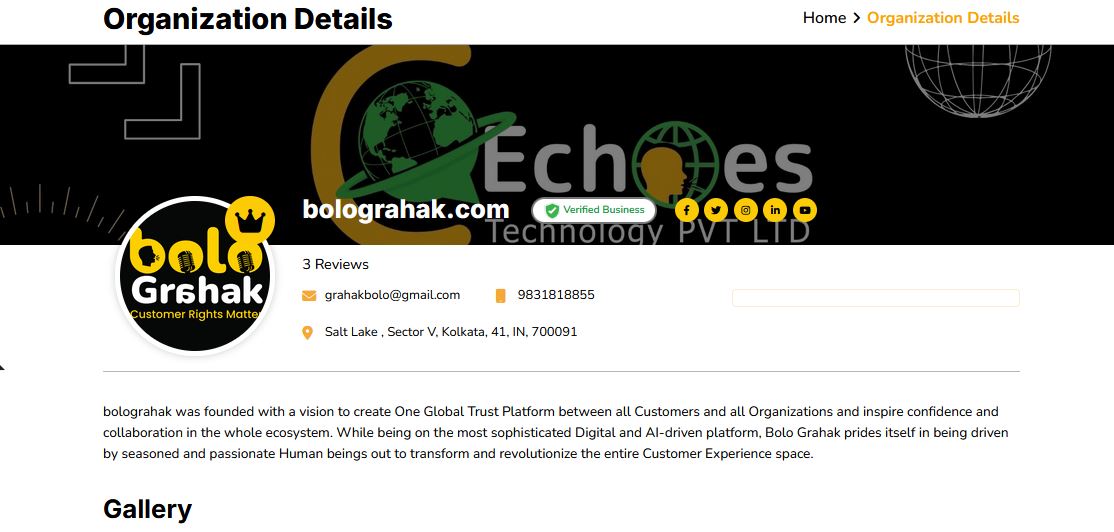 Organization Details
Home > Organization Details
Echoes
Technology PVT LTD
bolograhak.com
Verified Business
bolo
Grahak
Customer Rights Matter
3 Reviews
grahakbolo@gmail.com 9831818855
Salt Lake , Sector V, Kolkata, 41, IN, 700091
bolograhak was founded with a vision to create One Global Trust Platform between all Customers and all Organizations and inspire confidence and
collaboration in the whole ecosystem. While being on the most sophisticated Digital and AI-driven platform, Bolo Grahak prides itself in being driven
by seasoned and passionate Human beings out to transform and revolutionize the entire Customer Experience space.
Gallery